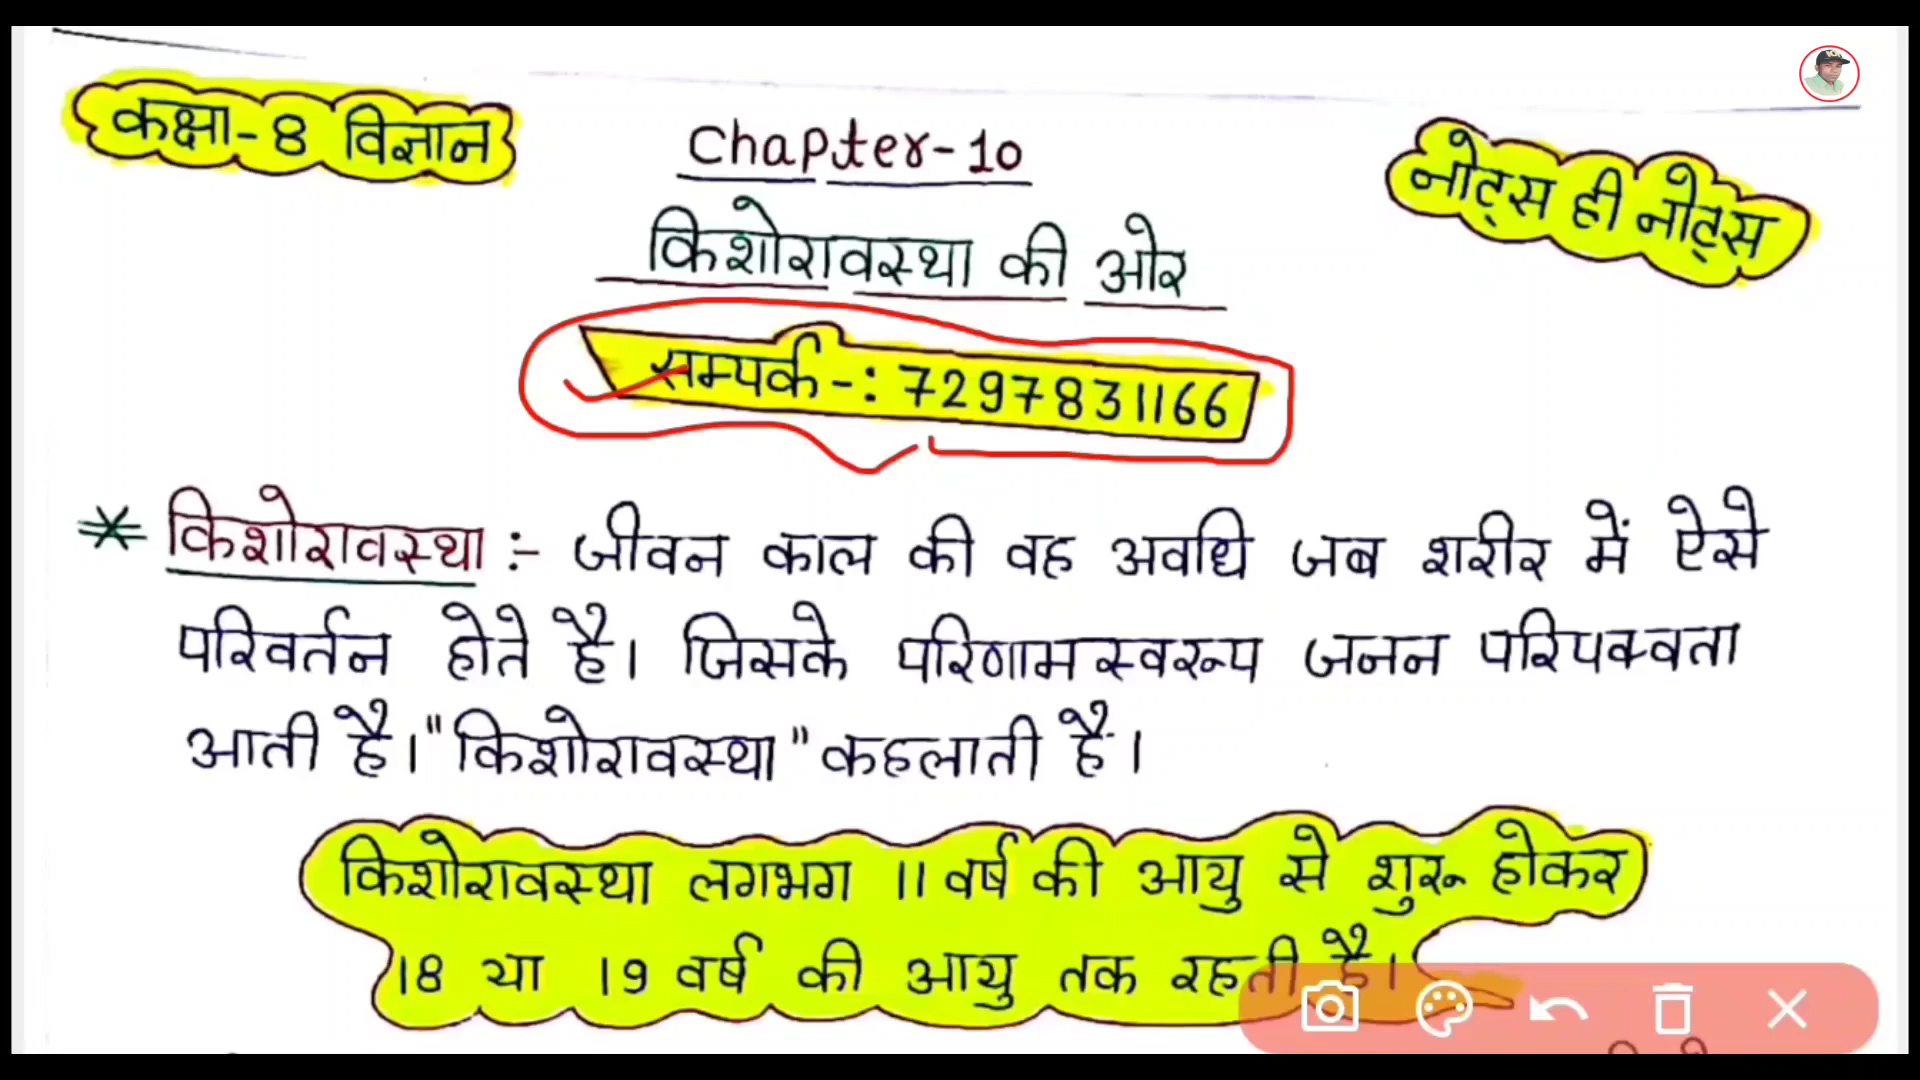 कक्षा-8 विज्ञान
Chapter-10
नोट्स ही नोट्स
किशोरावस्था की ओर
सम्पर्क-: 7297831166
* किशोरावस्था :- जीवन काल की वह अवधि जब शरीर में ऐसे
परिवर्तन होते है। जिसके परिणामस्वरूप जनन परिपक्वता
आती है। "किशोरावस्था" कहलाती है।
किशोरावस्था लगभग 11 वर्ष की आयु से शुरू होकर
18 या 19 वर्ष की आयु तक रहती है।